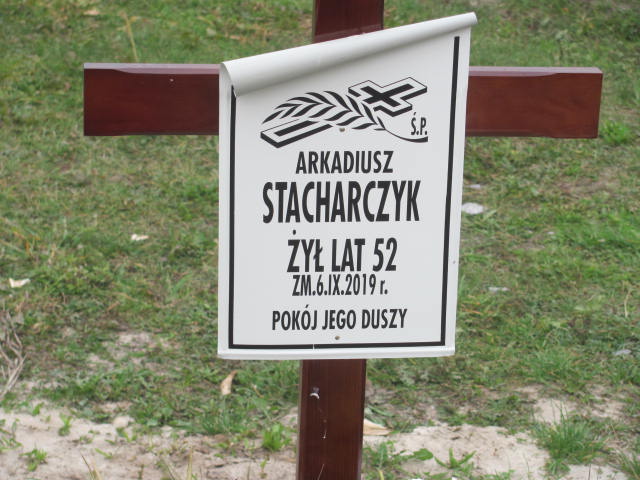 Ś.P.
ARKADIUSZ
STACHARCZYK
ŻYŁ LAT 52
ZM.6.IX.2019 r.
POKÓJ JEGO DUSZY